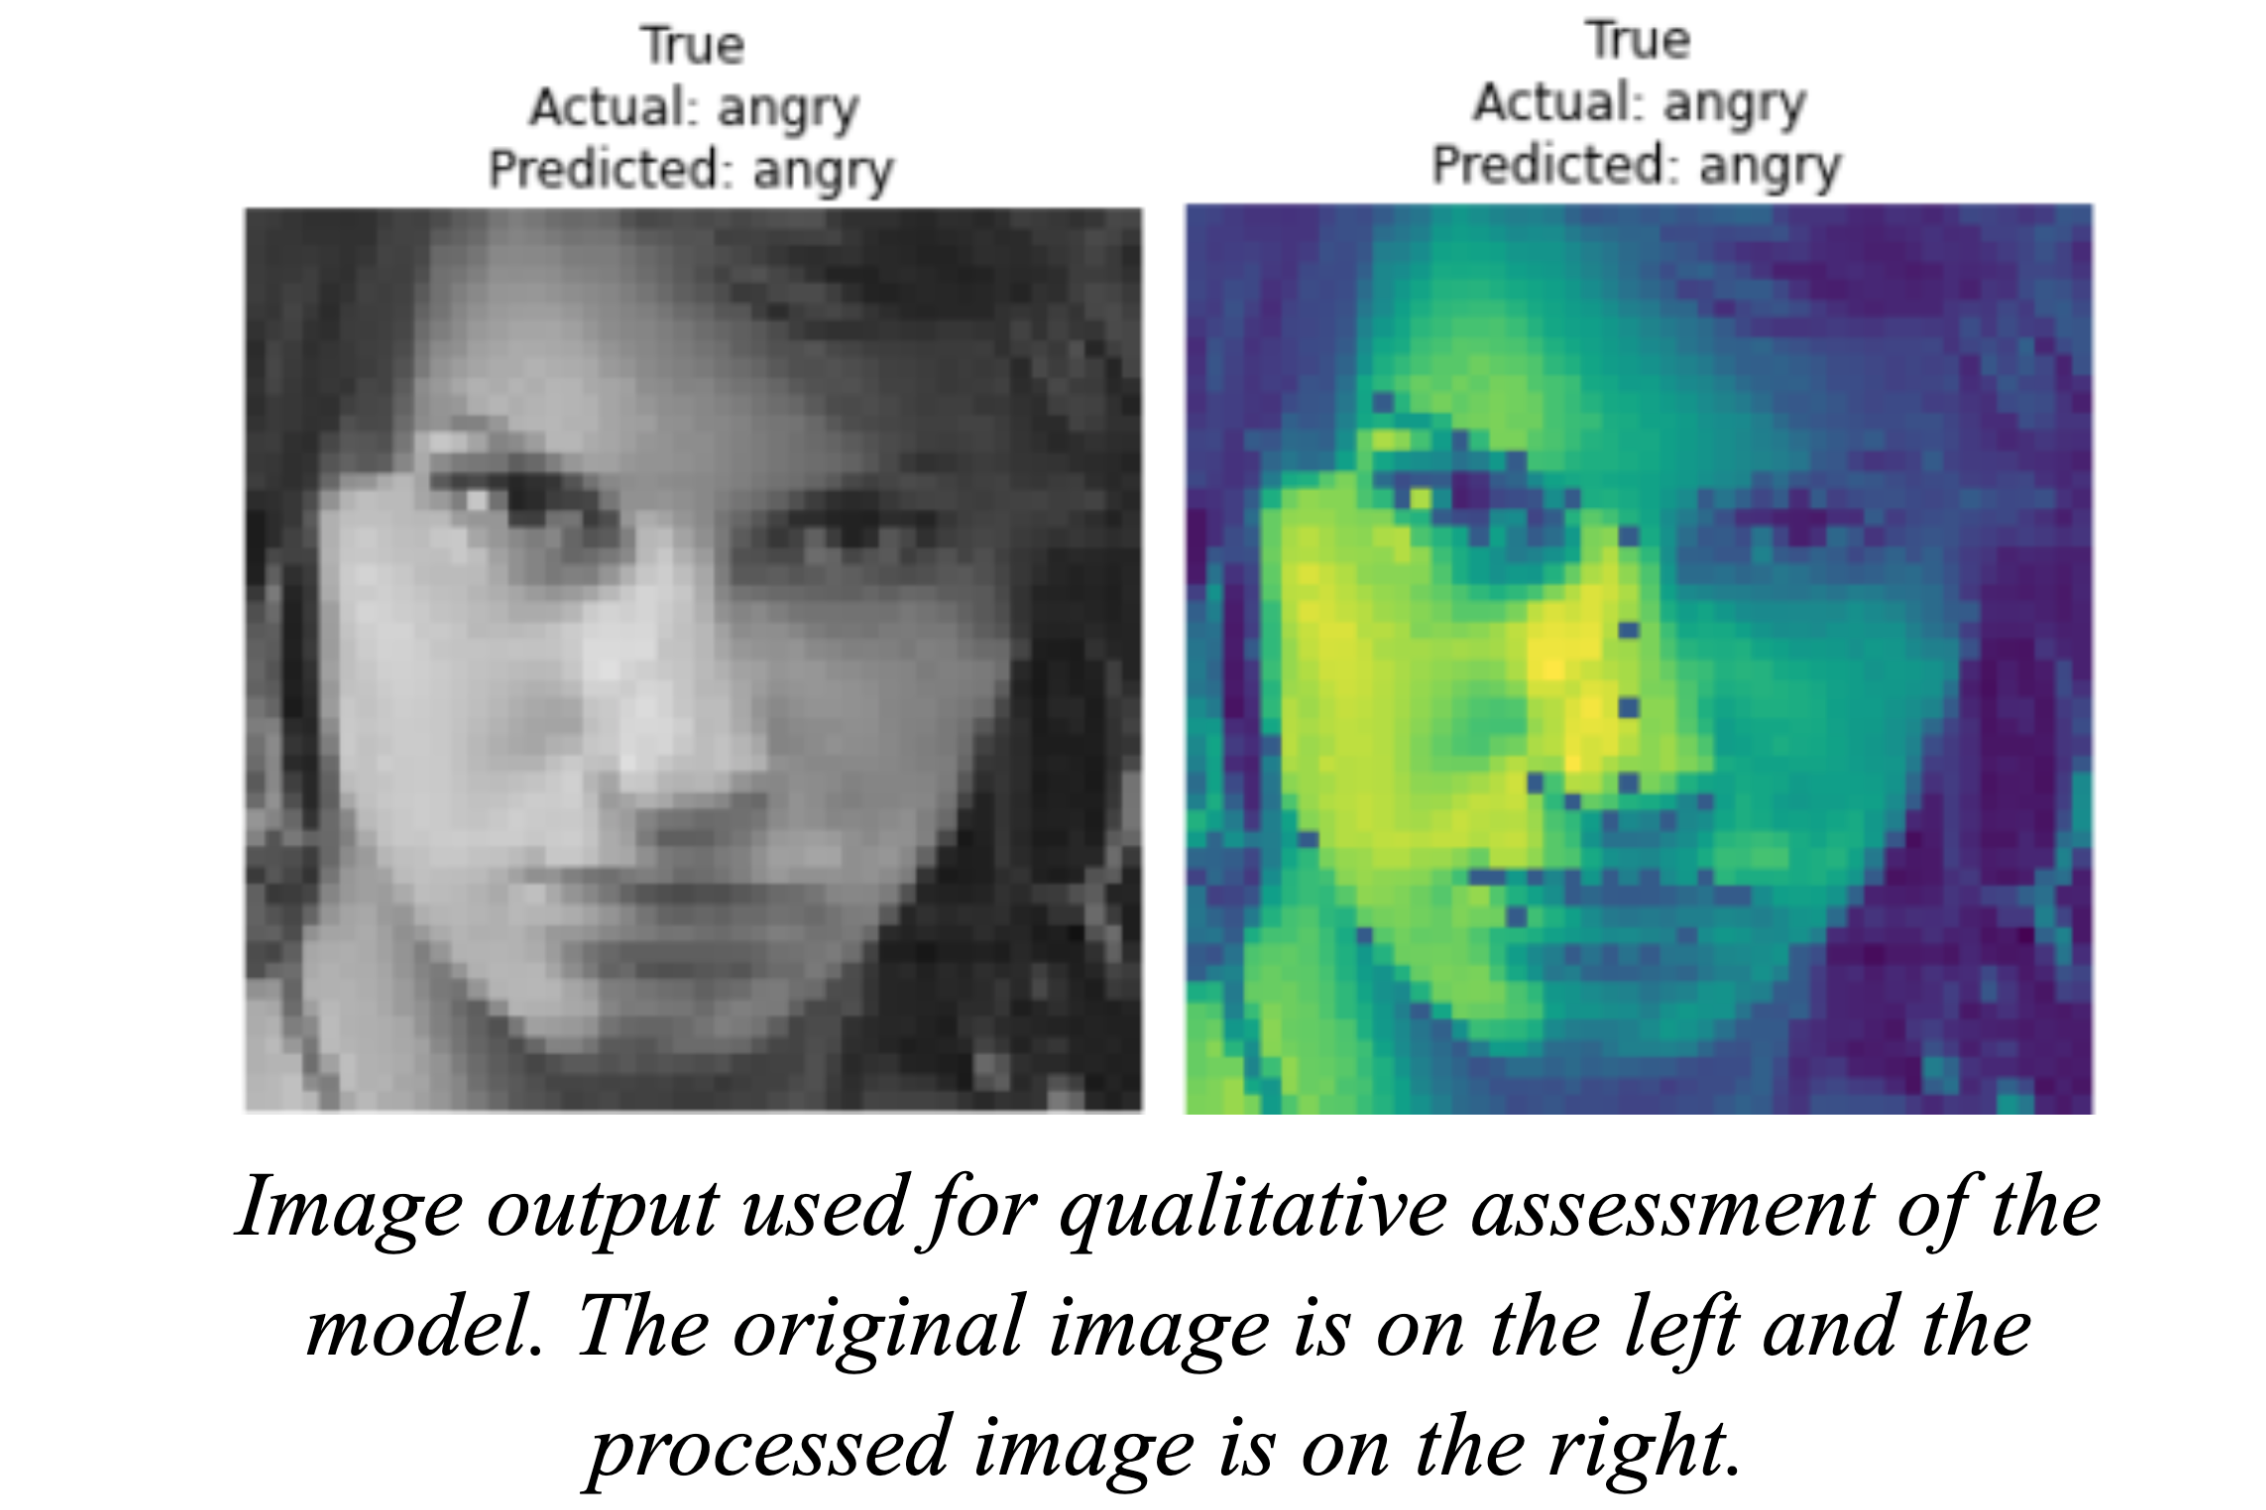 True
Actual: angry
Predicted: angry
True
Actual: angry
Predicted: angry
Image output used for qualitative assessment of the
model. The original image is on the left and the
processed image is on the right.